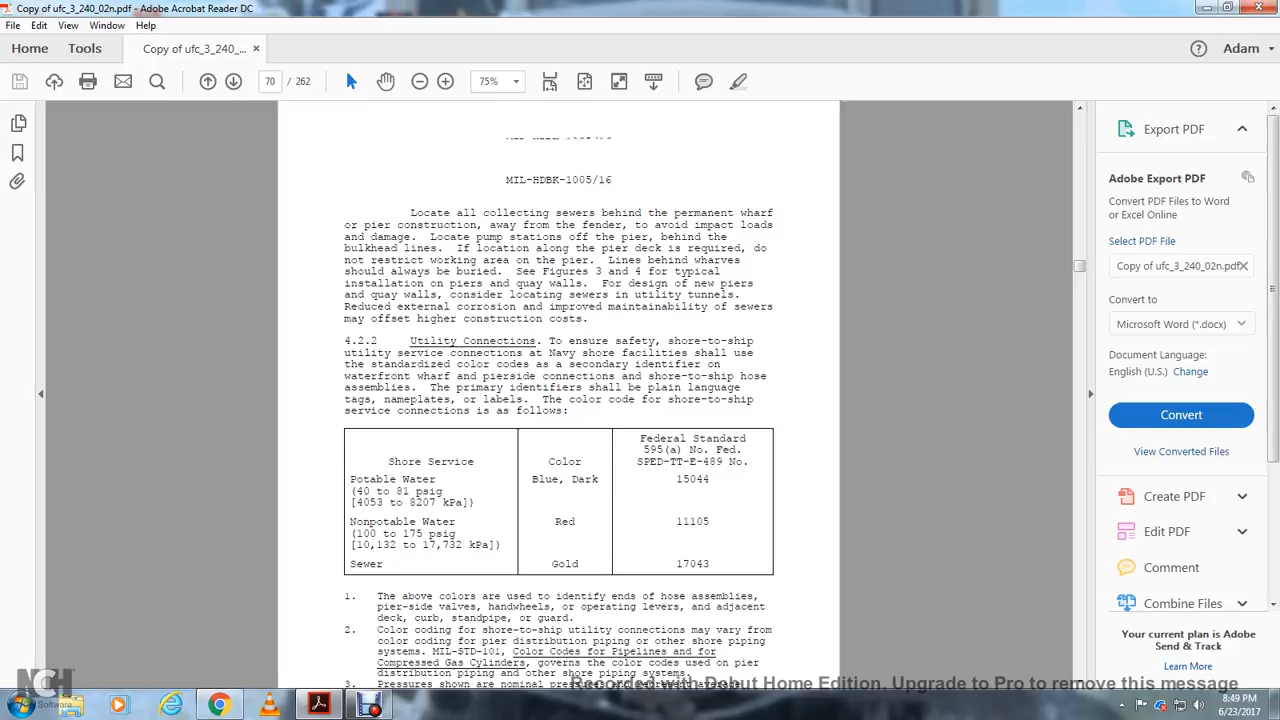 Copy of ufc_3_240_02n.pdf - Adobe Acrobat Reader DC
File Edit View Window Help
Home Tools Copy of ufc_3_240_... × Adam
70 / 262 75%
MIL-HDBK-1005/16
Locate all collecting sewers behind the permanent wharf
or pier construction, away from the fender, to avoid impact loads
and damage. Locate pump stations off the pier, behind the
bulkhead lines. If location along the pier deck is required, do
not restrict working area on the pier. Lines behind wharves
should always be buried. See Figures 3 and 4 for typical
installation on piers and quay walls. For design of new piers
and quay walls, consider locating sewers in utility tunnels.
Reduced external corrosion and improved maintainability of sewers
may offset higher construction costs.
4.2.2 Utility Connections. To ensure safety, shore-to-ship
utility service connections at Navy shore facilities shall use
the standardized color codes as a secondary identifier on
waterfront wharf and pierside connections and shore-to-ship hose
assemblies. The primary identifiers shall be plain language
tags, nameplates, or labels. The color code for shore-to-ship
service connections is as follows:
Federal Standard
595(a) No. Fed.
Shore Service Color SPED-TT-E-489 No.
Potable Water Blue, Dark 15044
(40 to 81 psig
[4053 to 8207 kPa])
Nonpotable Water Red 11105
(100 to 175 psig
[10,132 to 17,732 kPa])
Sewer Gold 17043
1. The above colors are used to identify ends of hose assemblies,
pier-side valves, handwheels, or operating levers, and adjacent
deck, curb, standpipe, or guard.
2. Color coding for shore-to-ship utility connections may vary from
color coding for pier distribution piping or other shore piping
systems. MIL-STD-101, Color Codes for Pipelines and for
Compressed Gas Cylinders, governs the color codes used on pier
distribution piping and other shore piping systems.
3. Pressures shown are nominal
Export PDF
Adobe Export PDF
Convert PDF Files to Word
or Excel Online
Select PDF File
Copy of ufc_3_240_02n.pdf
Convert to
Microsoft Word (*.docx)
Document Language:
English (U.S.) Change
Convert
View Converted Files
Create PDF
Edit PDF
Comment
Combine Files
Your current plan is Adobe
Send & Track
Learn More
Recorded with Debut Home Edition. Upgrade to Pro to remove this message
NCH
Software
8:49 PM
6/23/2017